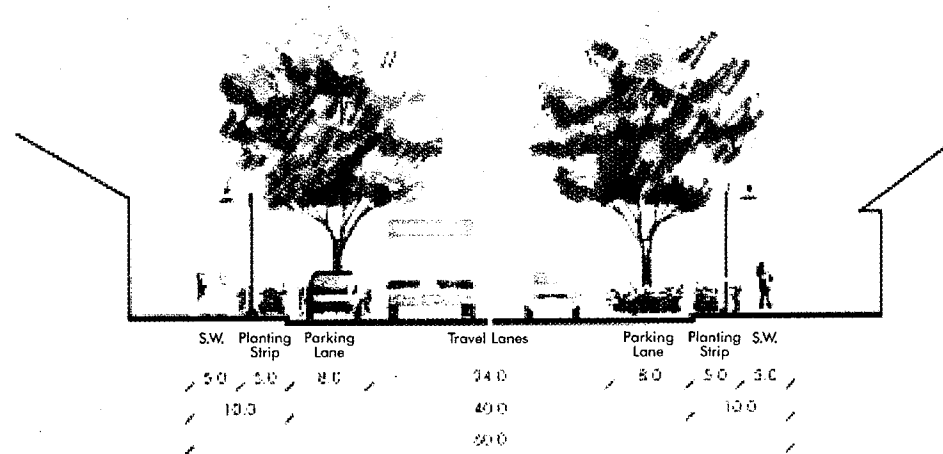 S.W. Planting Strip Parking Lane Travel Lanes Parking Lane Planting Strip S.W.
5.0 5.0 8.0 24.0 8.0 5.0 5.0
10.0 40.0 10.0
60.0